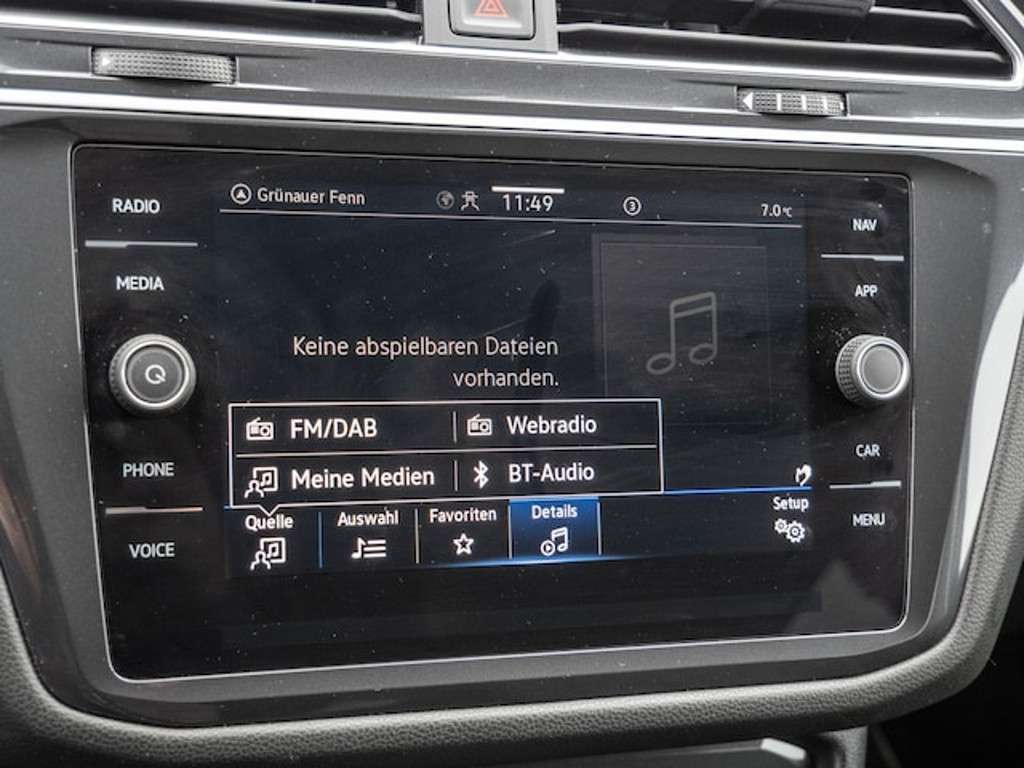 RADIO
MEDIA
PHONE
VOICE
Grünauer Fenn
11:49
3
7.0°C
Keine abspielbaren Dateien
vorhanden.
FM/DAB
Webradio
Meine Medien
BT-Audio
Quelle
Auswahl
Favoriten
Details
Setup
NAV
APP
CAR
MENU